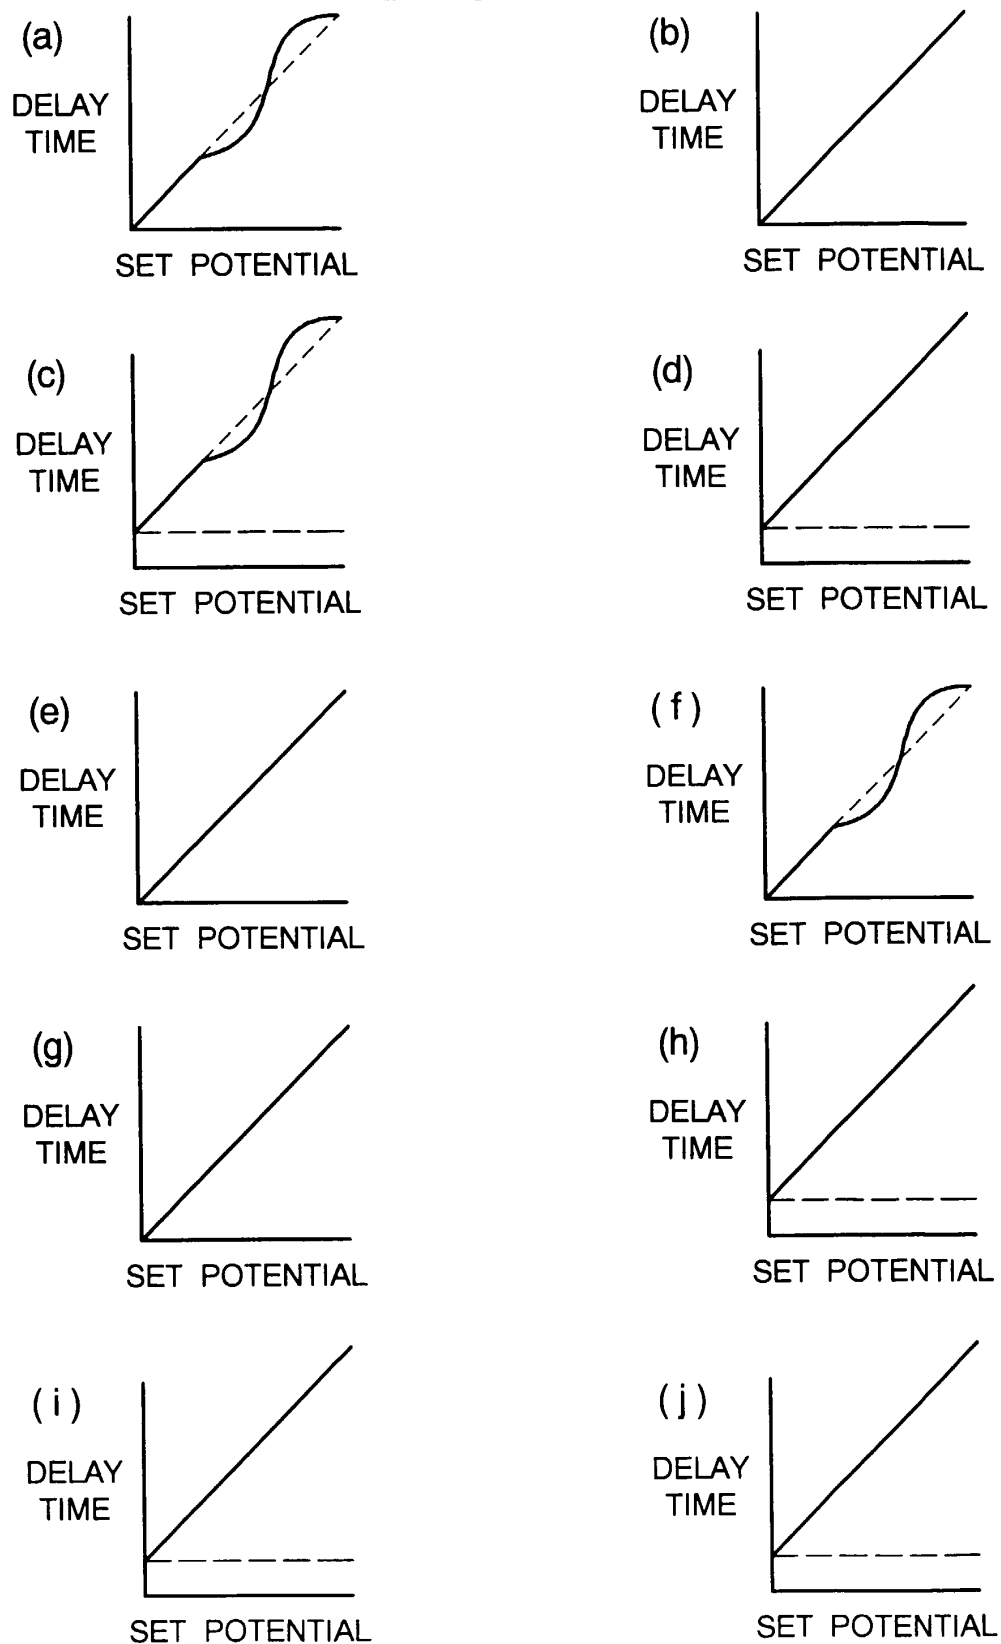 (a)
DELAY
TIME
SET POTENTIAL
(b)
DELAY
TIME
SET POTENTIAL
(c)
DELAY
TIME
SET POTENTIAL
(d)
DELAY
TIME
SET POTENTIAL
(e)
DELAY
TIME
SET POTENTIAL
( f )
DELAY
TIME
SET POTENTIAL
(g)
DELAY
TIME
SET POTENTIAL
(h)
DELAY
TIME
SET POTENTIAL
( i )
DELAY
TIME
SET POTENTIAL
( j )
DELAY
TIME
SET POTENTIAL